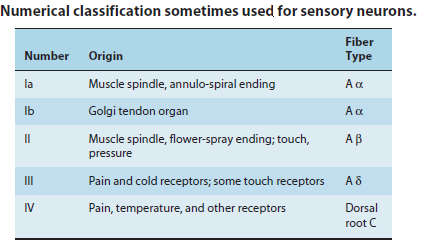 Numerical classification sometimes used for sensory neurons.
Number Origin Fiber Type
Ia Muscle spindle, annulo-spiral ending A α
Ib Golgi tendon organ A α
II Muscle spindle, flower-spray ending; touch, pressure A β
III Pain and cold receptors; some touch receptors A δ
IV Pain, temperature, and other receptors Dorsal root C